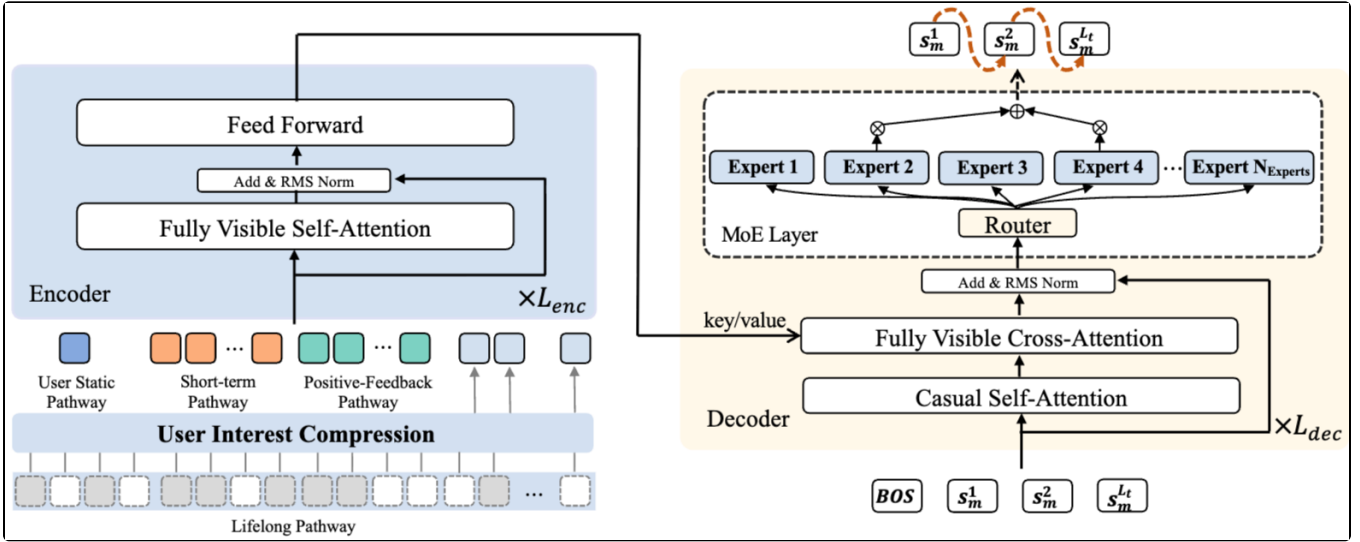 Feed Forward
Add & RMS Norm
Fully Visible Self-Attention
Encoder
×L_enc
User Static
Pathway
Short-term
Pathway
...
Positive-Feedback
Pathway
...
User Interest Compression
...
Lifelong Pathway
s_m^1
s_m^2
s_m^{L_t}
Expert 1
Expert 2
Expert 3
Expert 4
...
Expert N_Experts
Router
MoE Layer
Add & RMS Norm
key/value
Fully Visible Cross-Attention
Casual Self-Attention
Decoder
×L_dec
BOS
s_m^1
s_m^2
s_m^{L_t}